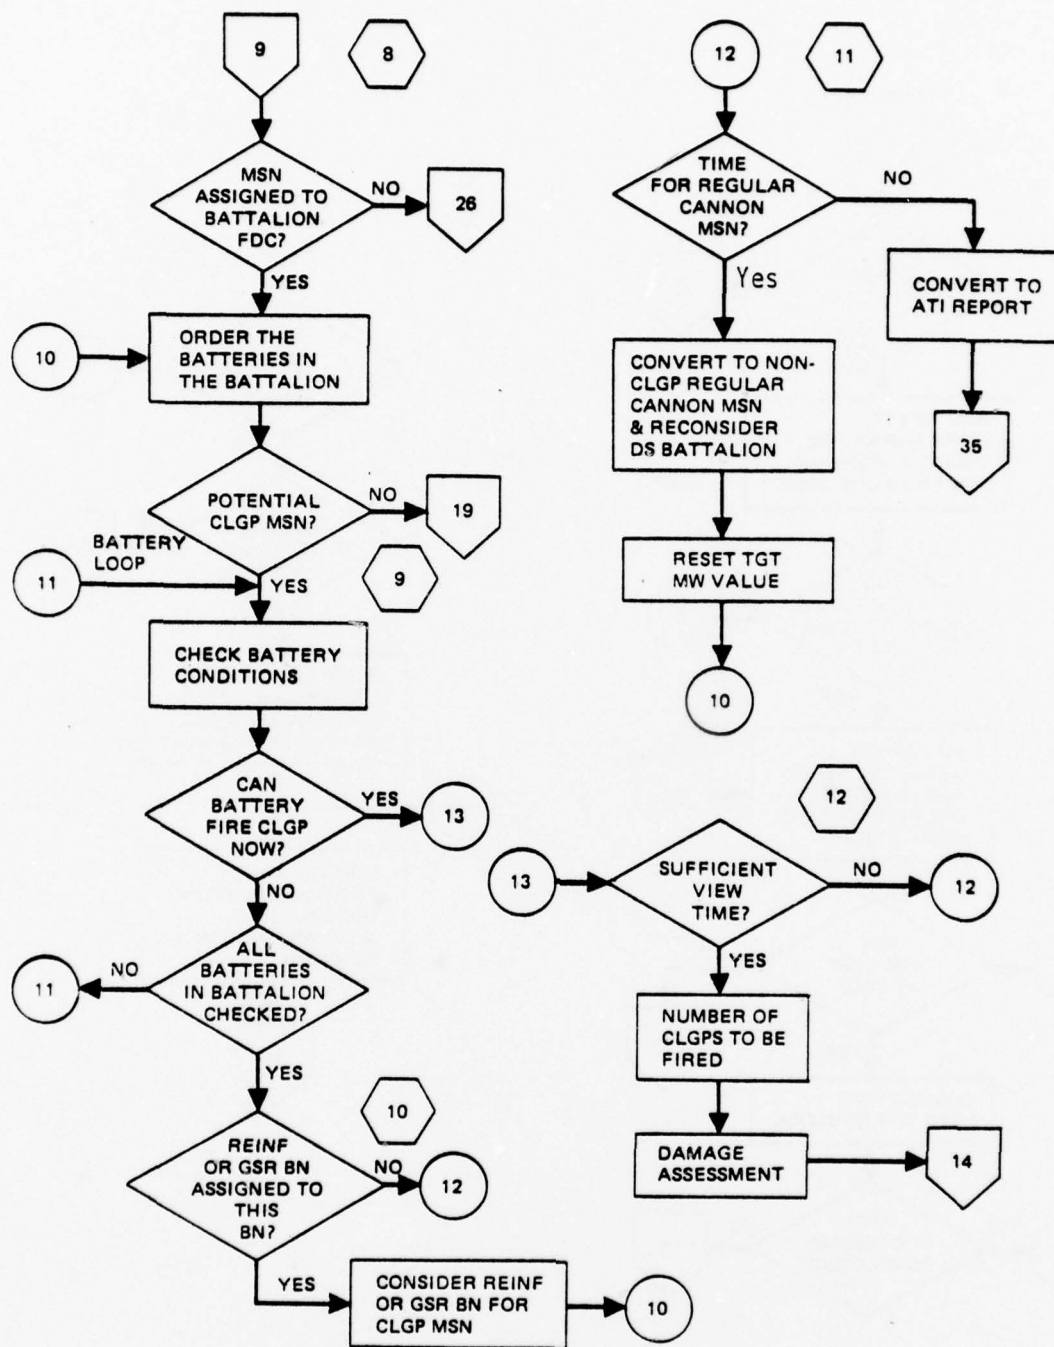 9
8
MSN
ASSIGNED TO
BATTALION
FDC?
NO
26
YES
10
ORDER THE
BATTERIES IN
THE BATTALION
POTENTIAL
CLGP MSN?
NO
19
BATTERY
LOOP
11
YES
9
CHECK BATTERY
CONDITIONS
CAN
BATTERY
FIRE CLGP
NOW?
YES
13
NO
ALL
BATTERIES
IN BATTALION
CHECKED?
NO
11
YES
10
REINF
OR GSR BN
ASSIGNED TO
THIS
BN?
NO
12
YES
CONSIDER REINF
OR GSR BN FOR
CLGP MSN
10
12
11
TIME
FOR REGULAR
CANNON
MSN?
NO
Yes
CONVERT TO
ATI REPORT
35
CONVERT TO NON-
CLGP REGULAR
CANNON MSN
& RECONSIDER
DS BATTALION
RESET TGT
MW VALUE
10
12
13
SUFFICIENT
VIEW
TIME?
NO
12
YES
NUMBER OF
CLGPS TO BE
FIRED
DAMAGE
ASSESSMENT
14